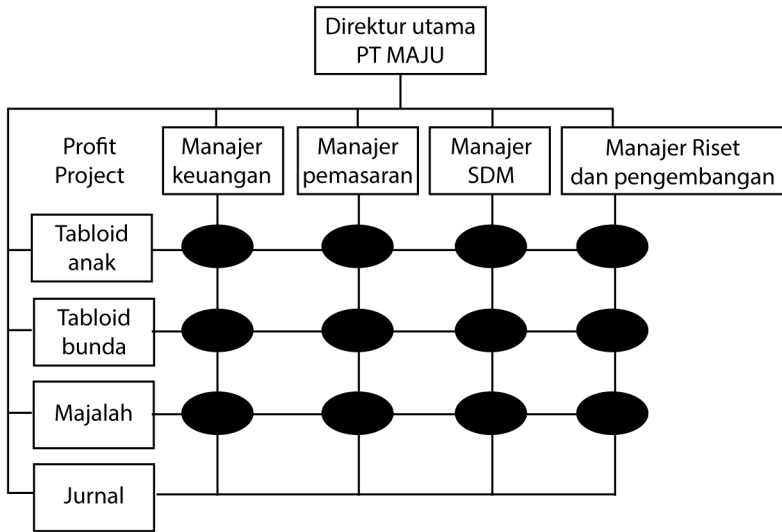 Direktur utama
PT MAJU
Profit
Project
Manajer
keuangan
Manajer
pemasaran
Manajer
SDM
Manajer Riset
dan pengembangan
Tabloid
anak
Tabloid
bunda
Majalah
Jurnal